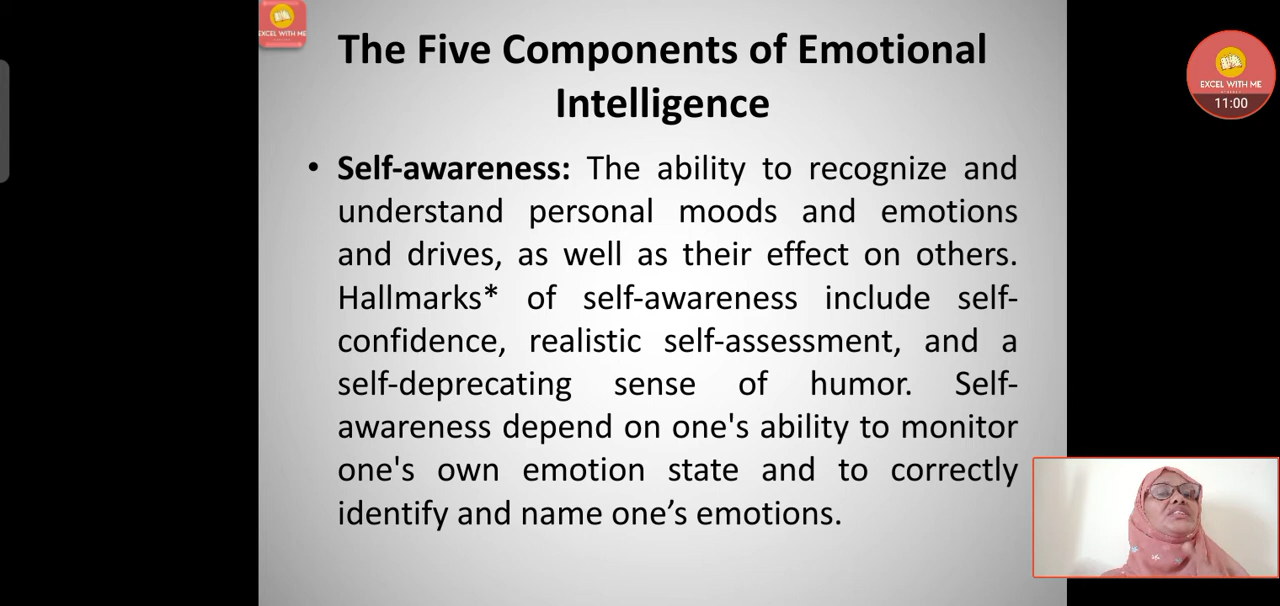 EXCEL WITH ME
The Five Components of Emotional
Intelligence
• Self-awareness: The ability to recognize and
understand personal moods and emotions
and drives, as well as their effect on others.
Hallmarks* of self-awareness include self-
confidence, realistic self-assessment, and a
self-deprecating sense of humor. Self-
awareness depend on one's ability to monitor
one's own emotion state and to correctly
identify and name one’s emotions.
EXCEL WITH ME
11:00